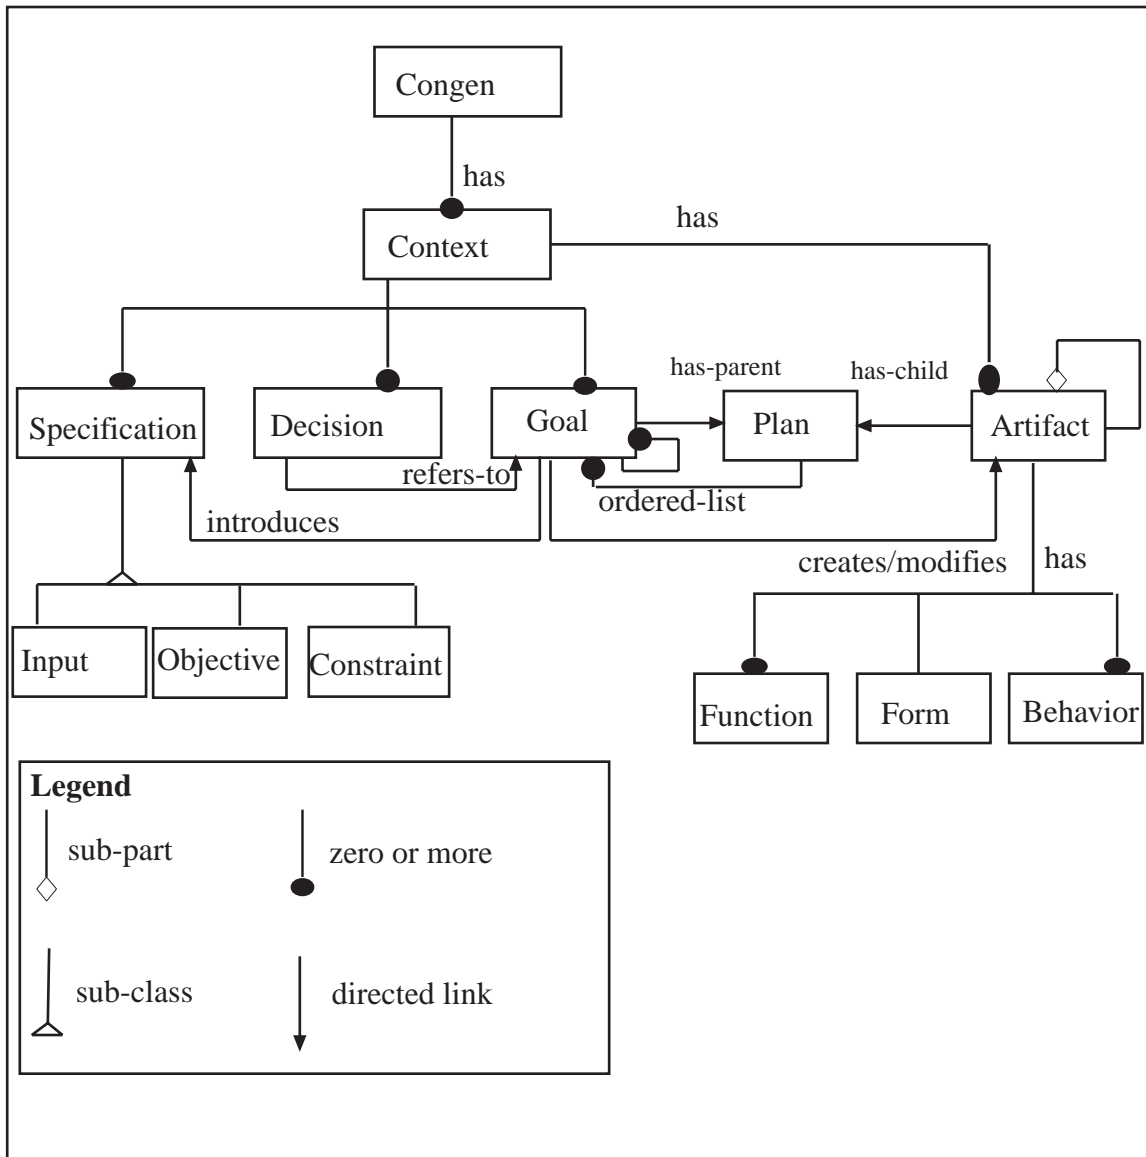 Congen
has
Context
has
has-parent
has-child
Specification
Decision
Goal
Plan
Artifact
refers-to
ordered-list
introduces
creates/modifies
has
Input
Objective
Constraint
Function
Form
Behavior
Legend
sub-part
zero or more
sub-class
directed link